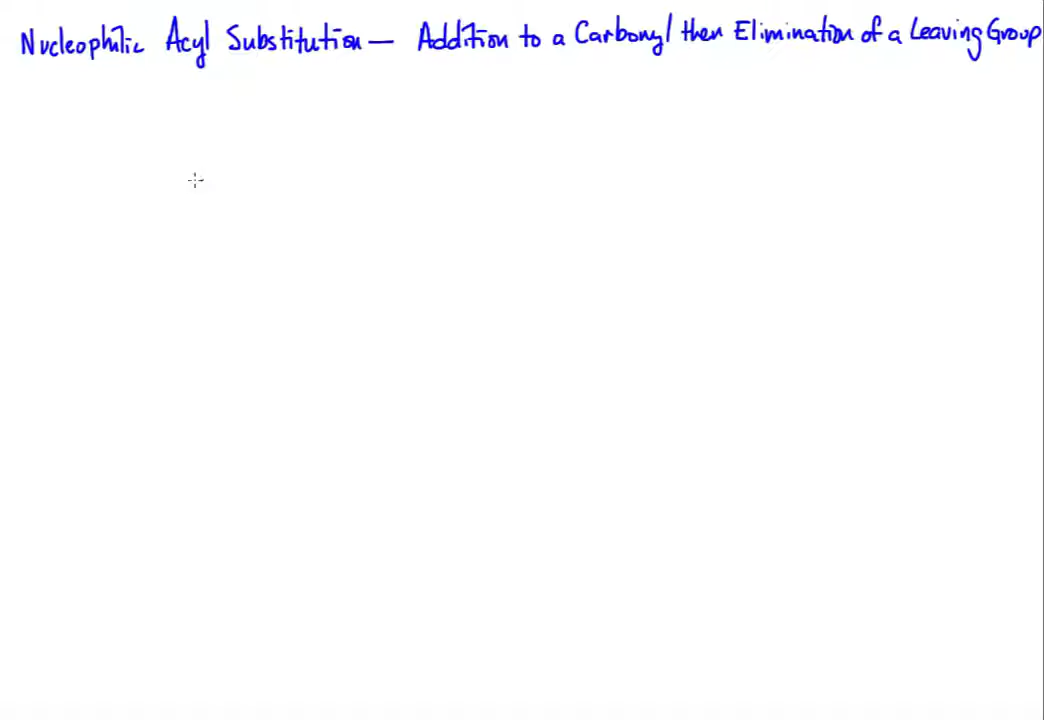 Nucleophilic Acyl Substitution — Addition to a Carbonyl then Elimination of a Leaving Group